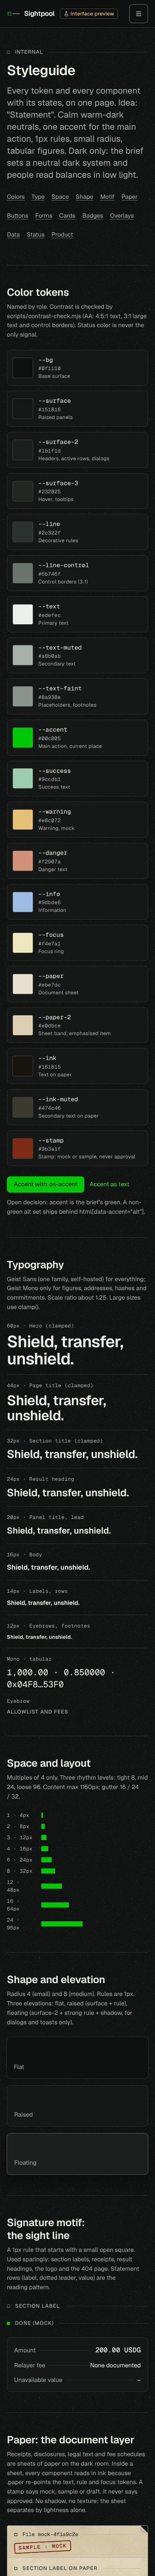 Sightpool
Interface preview
INTERNAL
Styleguide
Every token and every component
with its states, on one page. Idea:
"Statement". Calm warm-dark
neutrals, one accent for the main
action, 1px rules, small radius,
tabular figures. Dark only: the brief
sets a neutral dark system and
people read balances in low light.
Colors Type Space Shape Motif Paper
Buttons Forms Cards Badges Overlays
Data Status Product
Color tokens
Named by role. Contrast is checked by
scripts/contrast-check.mjs (AA: 4.5:1 text, 3:1 large
text and control borders). Status color is never the
only signal.
--bg
#0f1110
Base surface
--surface
#151816
Raised panels
--surface-2
#1b1f1d
Headers, active rows, dialogs
--surface-3
#232825
Hover, tooltips
--line
#2c322f
Decorative rules
--line-control
#6b746f
Control borders (3:1)
--text
#edefec
Primary text
--text-muted
#a8b0ab
Secondary text
--text-faint
#8a938e
Placeholders, footnotes
--accent
#00c805
Main action, current place
--success
#9ccdb1
Success text
--warning
#e6c072
Warning, mock
--danger
#f2907a
Danger text
--info
#9dbde6
Information
--focus
#f4e7a1
Focus ring
--paper
#ebe7dc
Document sheet
--paper-2
Sheet band, emphasised item
--ink
#161815
Text on paper
--ink-muted
#474c46
Secondary text on paper
--stamp
#9b3a1f
Stamp: mock or sample, never approval
Accent with on-accent
Accent as text
Open decision: accent is the brief's green. A non-
green alt set ships behind html[data-accent="alt"].
Typography
Geist Sans (one family, self-hosted) for everything;
Geist Mono only for figures, addresses, hashes and
commitments. Scale ratio about 1.25. Large sizes
use clamp().
60px · Hero (clamped)
Shield, transfer,
unshield.
44px · Page title (clamped)
Shield, transfer,
unshield.
32px · Section title (clamped)
Shield, transfer, unshield.
24px · Result heading
Shield, transfer, unshield.
20px · Panel title, lead
Shield, transfer, unshield.
16px · Body
Shield, transfer, unshield.
14px · Labels, rows
Shield, transfer, unshield.
12px · Eyebrows, footnotes
Shield, transfer, unshield.
Mono · tabular
1,000.00 · 0.850000 ·
0x04F8…53F0
Eyebrow
ALLOWLIST AND FEES
Space and layout
Multiples of 4 only. Three rhythm levels: tight 8, mid
24, loose 96. Content max 1160px; gutter 16 / 24
/ 32.
1 · 4px
2 · 8px
3 · 12px
4 · 16px
6 · 24px
8 · 32px
12 ·
48px
16 ·
64px
24 ·
96px
Shape and elevation
Radius 4 (small) and 8 (medium). Rules are 1px.
Three elevations: flat, raised (surface + rule),
floating (surface-2 + strong rule + shadow, for
dialogs and toasts only).
Flat
Raised
Floating
Signature motif:
the sight line
A 1px rule that starts with a small open square.
Used sparingly: section labels, receipts, result
headings, the logo and the 404 page. Statement
rows (label, dotted leader, value) are the
reading pattern.
SECTION LABEL
DONE (MOCK)
Amount
200.00 USDG
Relayer fee
None documented
Unavailable value
–
Paper: the document layer
Receipts, disclosures, legal text and fee schedules
are sheets of paper on the dark room. Every
component inside reads in ink because
.paper re-points the text, rule and focus tokens. A
stamp says mock, sample or draft. It never says
approved. No shadow, no texture: the sheet
separates by lightness alone.
File mock-4f1a9c2e
SAMPLE · MOCK
SECTION LABEL ON PAPER